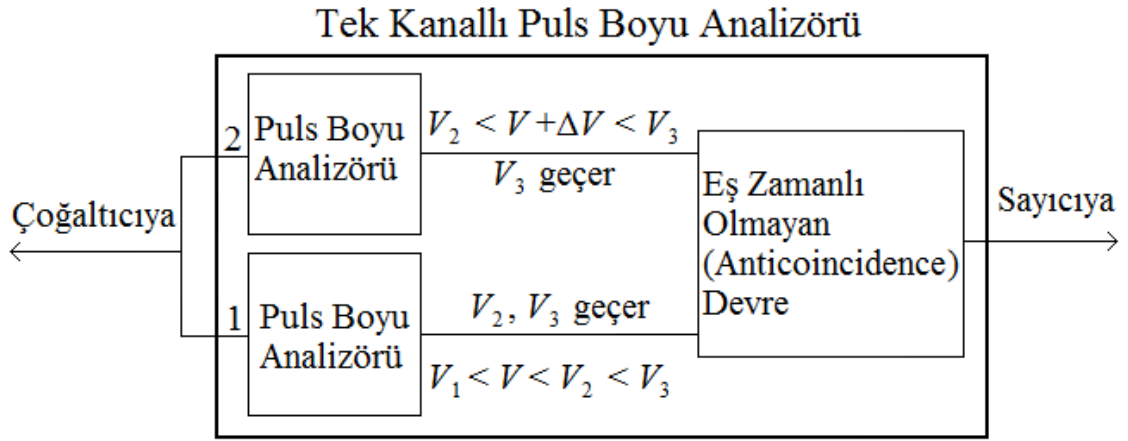 Tek Kanallı Puls Boyu Analizörü
2
Puls Boyu
Analizörü
V₂ < V+ΔV < V₃
V₃ geçer
Eş Zamanlı
Olmayan
(Anticoincidence)
Devre
Çoğaltıcıya
Sayıcıya
1
Puls Boyu
Analizörü
V₂, V₃ geçer
V₁ < V < V₂ < V₃